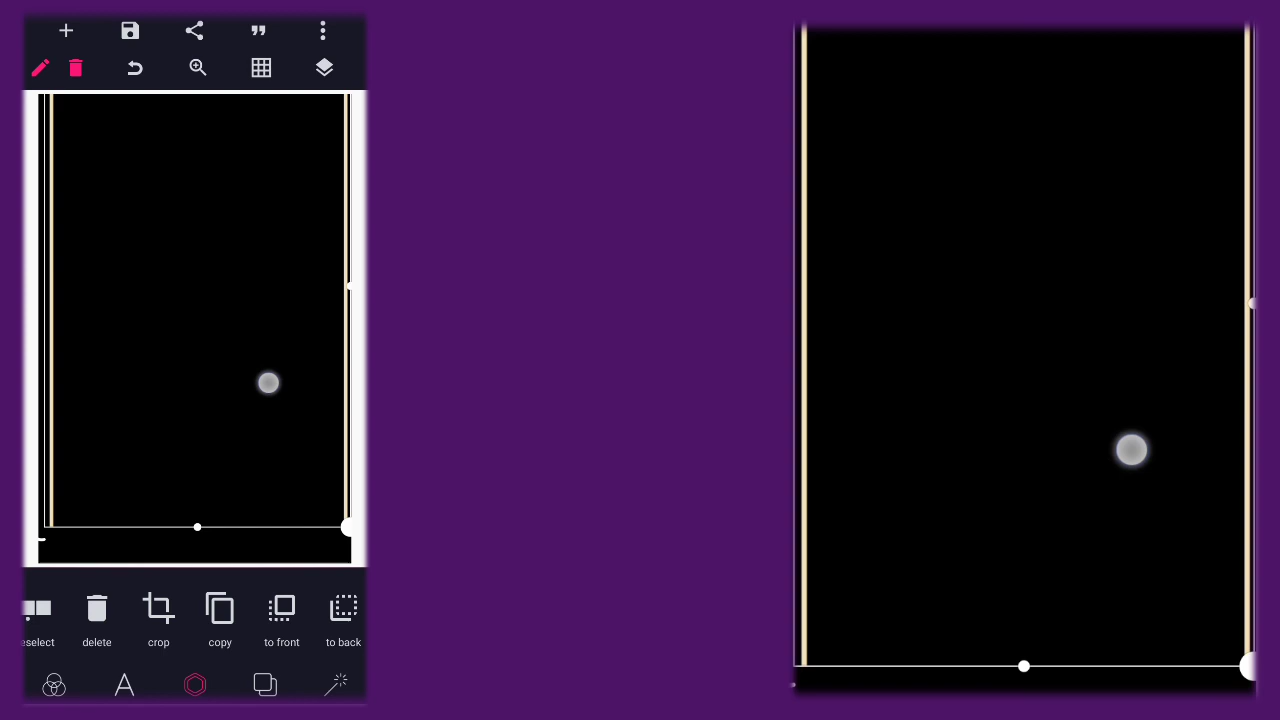 eselect
delete
crop
copy
to front
to back